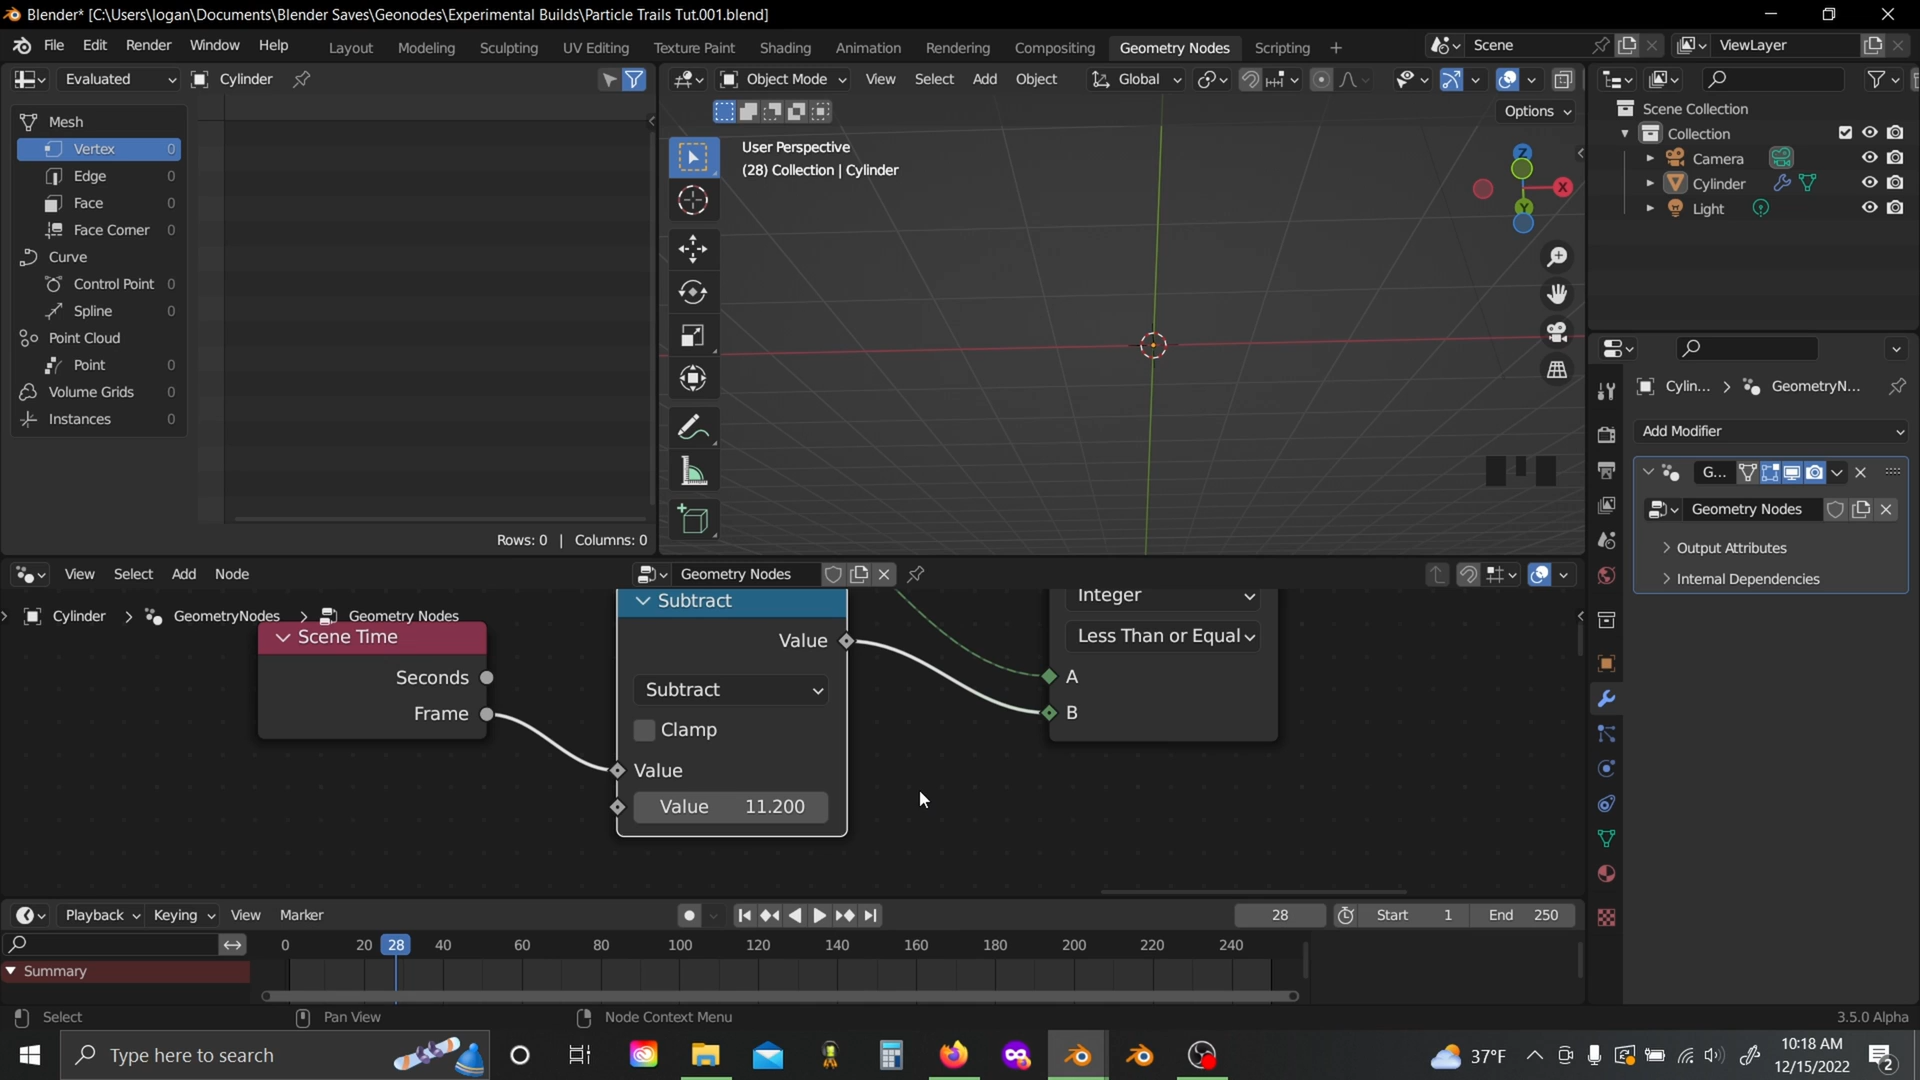 Blender* [C:\Users\logan\Documents\Blender Saves\Geonodes\Experimental Builds\Particle Trails Tut.001.blend]
File Edit Render Window Help Layout Modeling Sculpting UV Editing Texture Paint Shading Animation Rendering Compositing Geometry Nodes Scripting Scene ViewLayer
Evaluated Cylinder Object Mode View Select Add Object Global
Options
Mesh
Vertex 0
Edge 0
Face 0
Face Corner 0
Curve
Control Point 0
Spline 0
Point Cloud
Point 0
Volume Grids 0
Instances 0
Rows: 0 | Columns: 0
User Perspective
(28) Collection | Cylinder
Z
X
Y
Scene Collection
Collection
Camera
Cylinder
Light
Cylin... > GeometryN...
Add Modifier
G...
Geometry Nodes
Output Attributes
Internal Dependencies
View Select Add Node Geometry Nodes
Cylinder > GeometryNodes > Geometry Nodes
Scene Time
Seconds
Frame
Subtract
Value
Subtract
Clamp
Value
Value 11.200
Integer
Less Than or Equal
A
B
Playback Keying View Marker 28 Start 1 End 250
0 20 28 40 60 80 100 120 140 160 180 200 220 240
Summary
Select Pan View Node Context Menu 3.5.0 Alpha
Type here to search 37°F 10:18 AM
12/15/2022 2